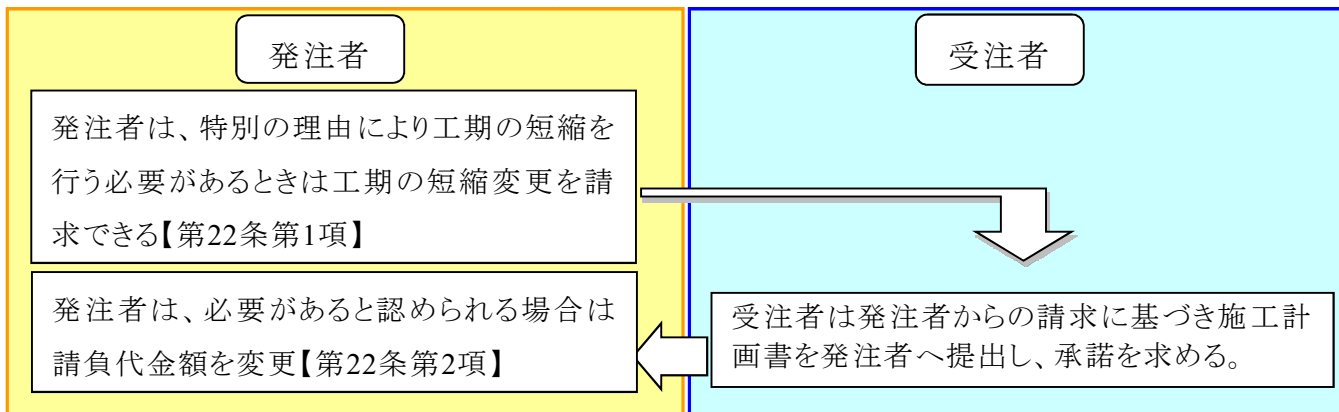 発注者
発注者は、特別の理由により工期の短縮を
行う必要があるときは工期の短縮変更を請
求できる【第22条第1項】
発注者は、必要があると認められる場合は
請負代金額を変更【第22条第2項】
受注者
受注者は発注者からの請求に基づき施工計
画書を発注者へ提出し、承諾を求める。